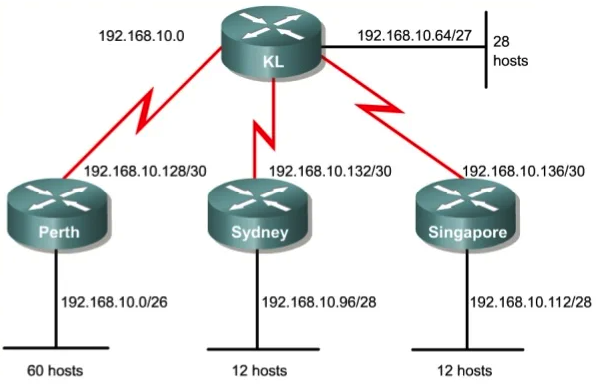 192.168.10.0
192.168.10.64/27
28
hosts
KL
192.168.10.128/30
192.168.10.132/30
192.168.10.136/30
Perth
Sydney
Singapore
192.168.10.0/26
192.168.10.96/28
192.168.10.112/28
60 hosts
12 hosts
12 hosts